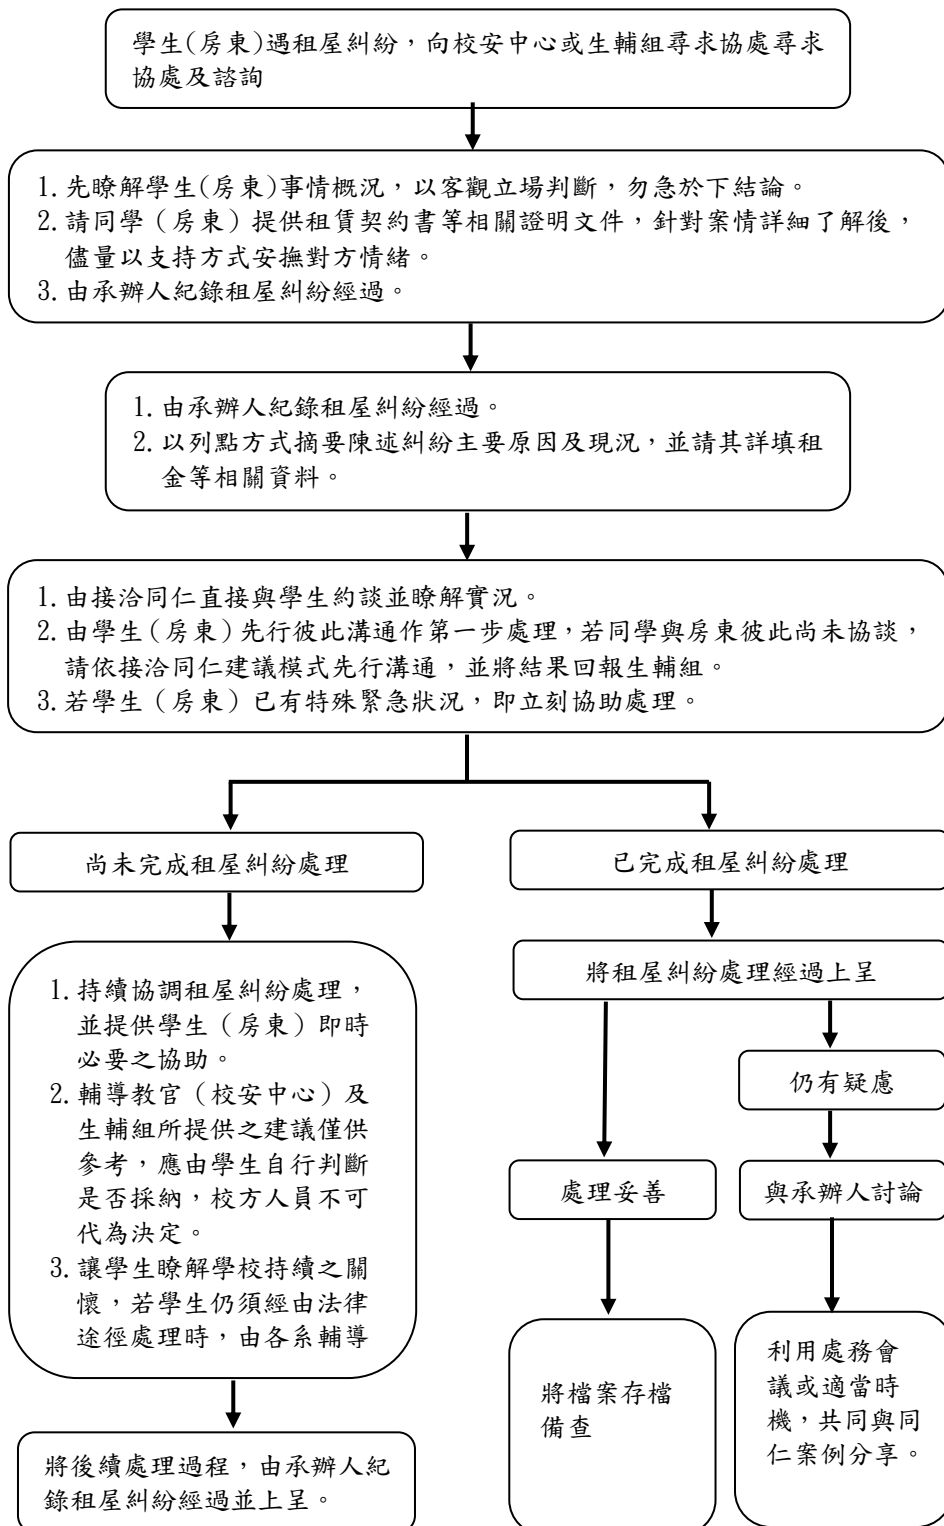 學生(房東)遇租屋糾紛，向校安中心或生輔組尋求協處尋求
協處及諮詢
1. 先瞭解學生(房東)事情概況，以客觀立場判斷，勿急於下結論。
2. 請同學（房東）提供租賃契約書等相關證明文件，針對案情詳細了解後，
儘量以支持方式安撫對方情緒。
3. 由承辦人紀錄租屋糾紛經過。
1. 由承辦人紀錄租屋糾紛經過。
2. 以列點方式摘要陳述糾紛主要原因及現況，並請其詳填租
金等相關資料。
1. 由接洽同仁直接與學生約談並瞭解實況。
2. 由學生（房東）先行彼此溝通作第一步處理，若同學與房東彼此尚未協談，
請依接洽同仁建議模式先行溝通，並將結果回報生輔組。
3. 若學生（房東）已有特殊緊急狀況，即立刻協助處理。
尚未完成租屋糾紛處理
1. 持續協調租屋糾紛處理，
並提供學生（房東）即時
必要之協助。
2. 輔導教官（校安中心）及
生輔組所提供之建議僅供
參考，應由學生自行判斷
是否採納，校方人員不可
代為決定。
3. 讓學生瞭解學校持續之關
懷，若學生仍須經由法律
途徑處理時，由各系輔導
將後續處理過程，由承辦人紀
錄租屋糾紛經過並上呈。
已完成租屋糾紛處理
將租屋糾紛處理經過上呈
仍有疑慮
處理妥善
與承辦人討論
將檔案存檔
備查
利用處務會
議或適當時
機，共同與同
仁案例分享。